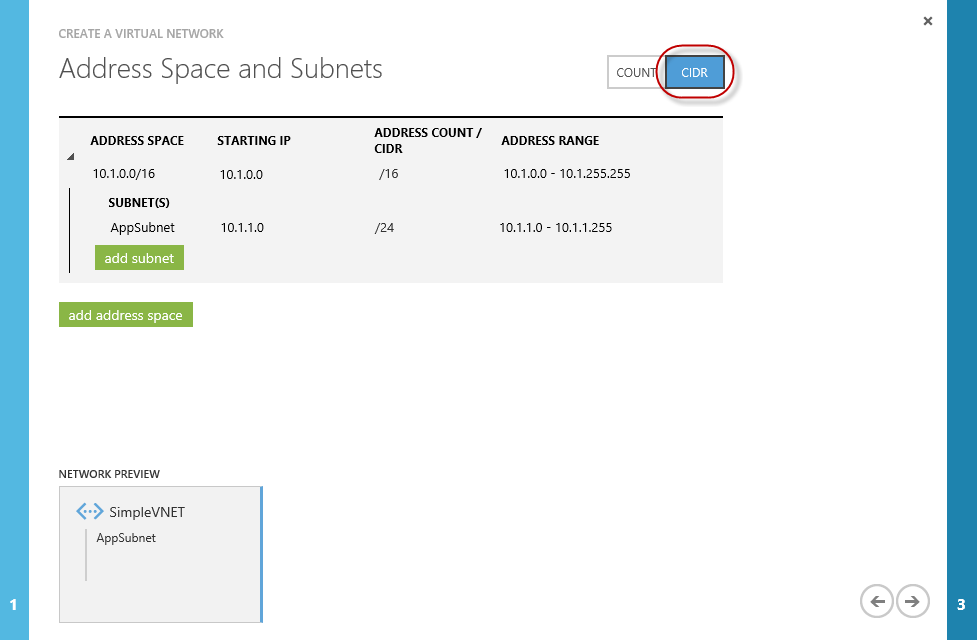 CREATE A VIRTUAL NETWORK
Address Space and Subnets
COUNT CIDR
ADDRESS SPACE STARTING IP ADDRESS COUNT / CIDR ADDRESS RANGE
10.1.0.0/16 10.1.0.0 /16 10.1.0.0 - 10.1.255.255
SUBNET(S)
AppSubnet 10.1.1.0 /24 10.1.1.0 - 10.1.1.255
add subnet
add address space
NETWORK PREVIEW
SimpleVNET
AppSubnet
1
3